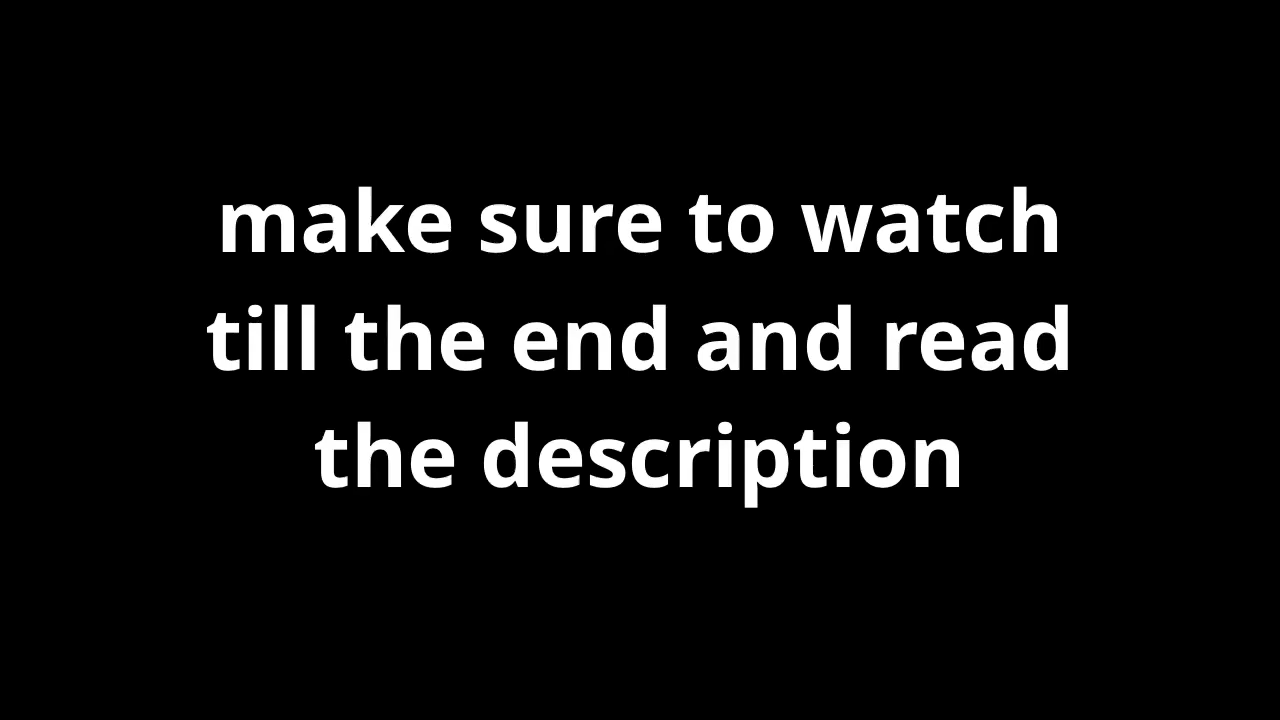 make sure to watch
till the end and read
the description